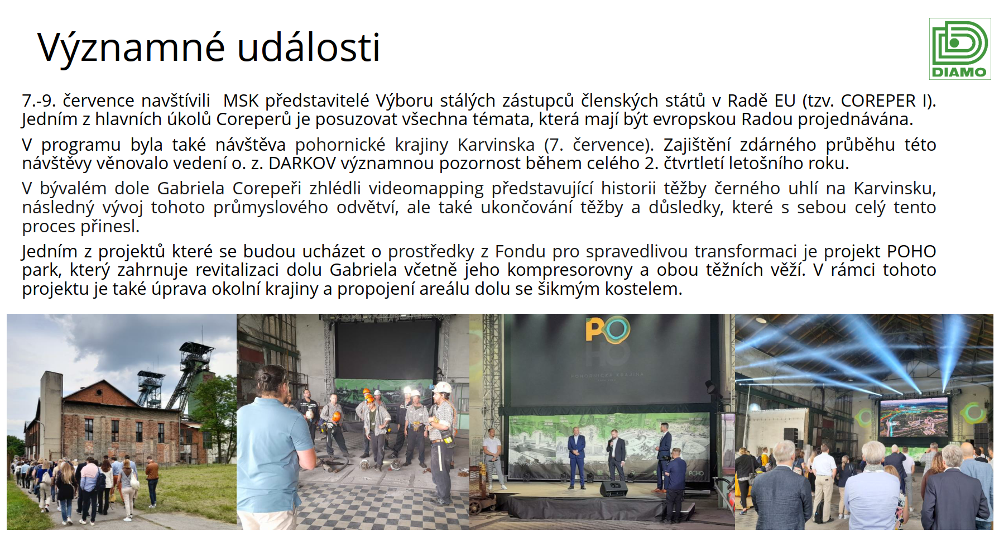 Významné události
DIAMO
7.-9. července navštívili  MSK představitelé Výboru stálých zástupců členských států v Radě EU (tzv. COREPER I).
Jedním z hlavních úkolů Coreperů je posuzovat všechna témata, která mají být evropskou Radou projednávána.
V programu byla také návštěva pohornické krajiny Karvinska (7. července). Zajištění zdárného průběhu této
návštěvy věnovalo vedení o. z. DARKOV významnou pozornost během celého 2. čtvrtletí letošního roku.
V bývalém dole Gabriela Corepeři zhlédli videomapping představující historii těžby černého uhlí na Karvinsku,
následný vývoj tohoto průmyslového odvětví, ale také ukončování těžby a důsledky, které s sebou celý tento
proces přinesl.
Jedním z projektů které se budou ucházet o prostředky z Fondu pro spravedlivou transformaci je projekt POHO
park, který zahrnuje revitalizaci dolu Gabriela včetně jeho kompresorovny a obou těžních věží. V rámci tohoto
projektu je také úprava okolní krajiny a propojení areálu dolu se šikmým kostelem.
PO
HO
POHORNICKÁ KRAJINA
POHO